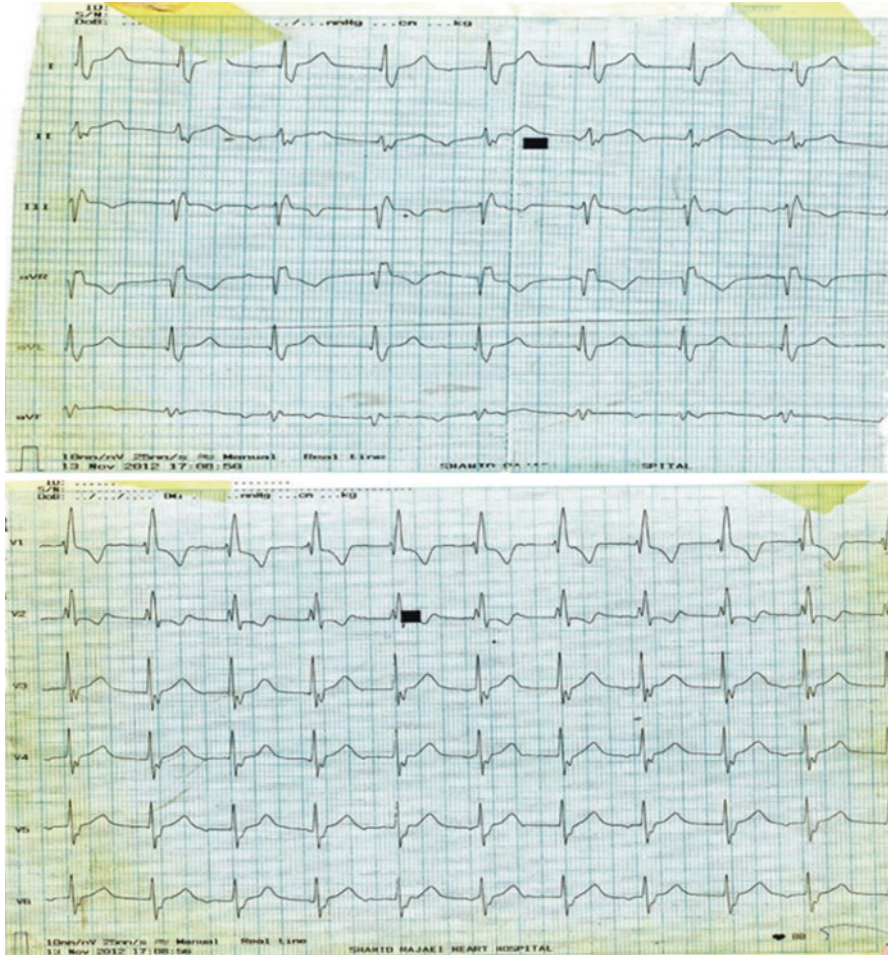 ID:
S/N:
DoB: ../...mmHg ...cm ...kg
I
II
III
aVR
aVL
aVF
10mm/mV 25mm/s Manual Real time
13 Nov 2012 17:08:56 SPITAL
ID:
S/N:
DoB: ../../.... mmHg ...cm ...kg
V1
V2
V3
V4
V5
V6
10mm/mV 25mm/s Manual Real time
13 Nov 2012 17:08:56 SHAHID RAJAEI HEART HOSPITAL